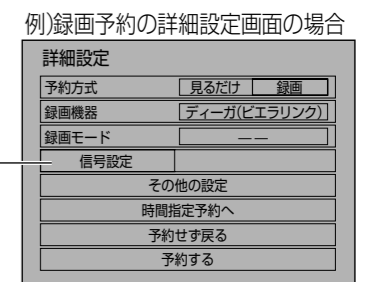 例)録画予約の詳細設定画面の場合
詳細設定
予約方式 見るだけ 録画
録画機器 ディーガ(ビエラリンク)
録画モード ――
信号設定
その他の設定
時間指定予約へ
予約せず戻る
予約する